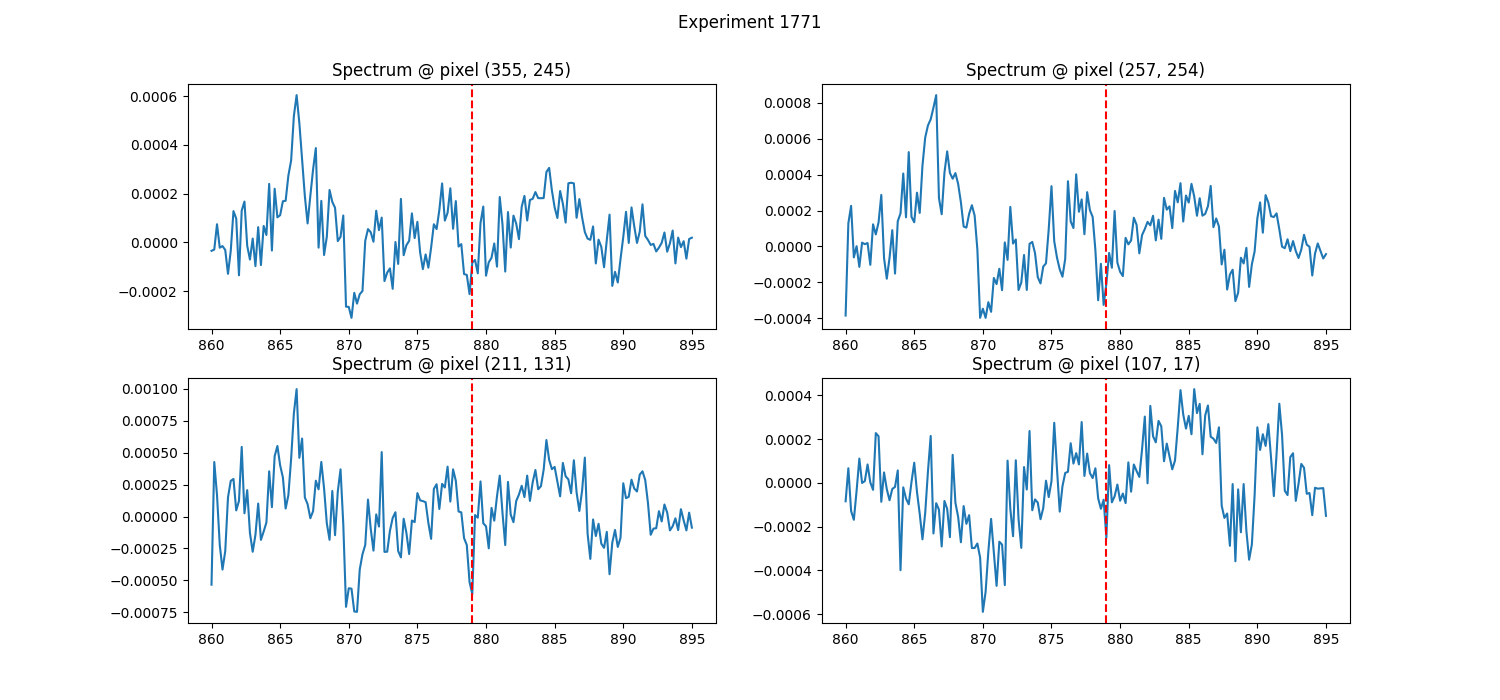 Experiment 1771
Spectrum @ pixel (355, 245)
0.0006
0.0004
0.0002
0.0000
−0.0002
860 865 870 875 880 885 890 895
Spectrum @ pixel (257, 254)
0.0008
0.0006
0.0004
0.0002
0.0000
−0.0002
−0.0004
860 865 870 875 880 885 890 895
Spectrum @ pixel (211, 131)
0.00100
0.00075
0.00050
0.00025
0.00000
−0.00025
−0.00050
−0.00075
860 865 870 875 880 885 890 895
Spectrum @ pixel (107, 17)
0.0004
0.0002
0.0000
−0.0002
−0.0004
−0.0006
860 865 870 875 880 885 890 895